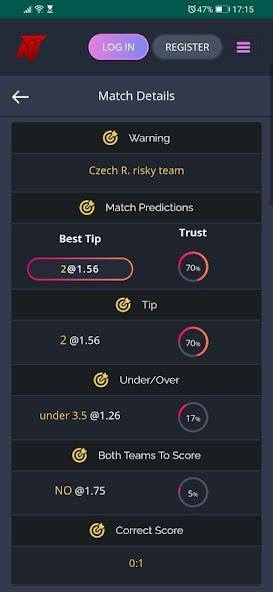 47% 17:15
NT
LOG IN REGISTER
Match Details
Warning
Czech R. risky team
Match Predictions
Best Tip Trust
2@1.56 70%
Tip
2 @1.56 70%
Under/Over
under 3.5 @1.26 17%
Both Teams To Score
NO @1.75 5%
Correct Score
0:1